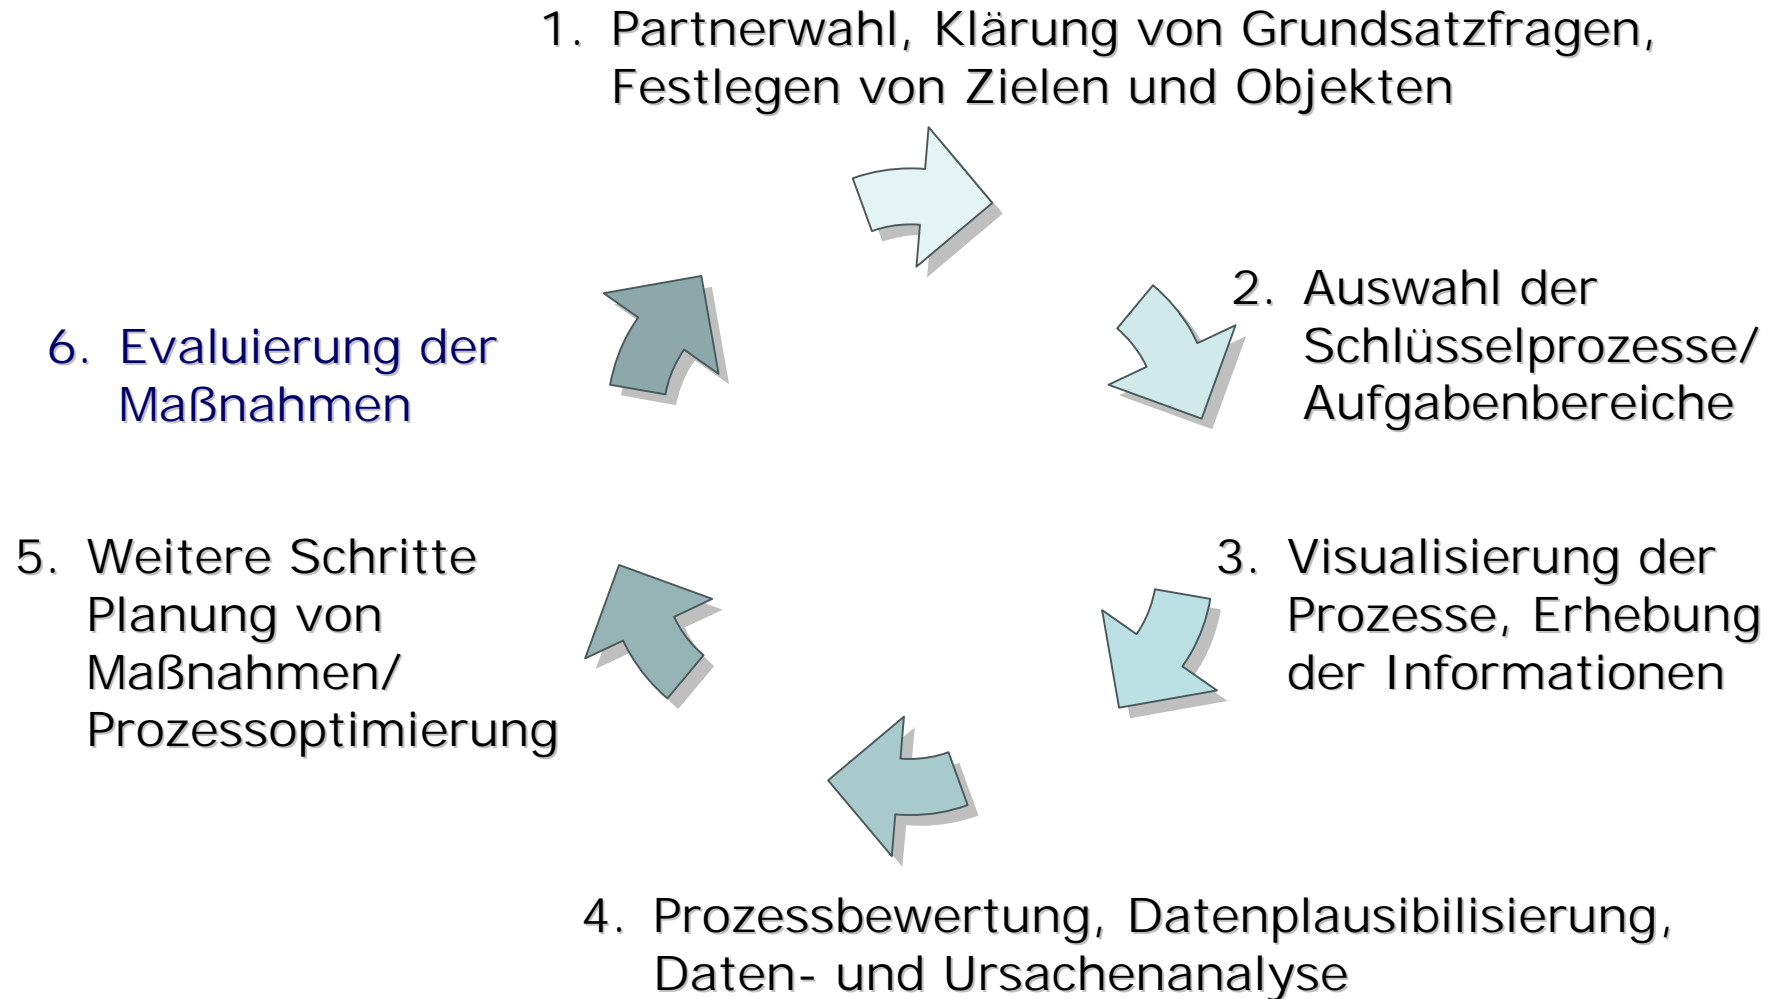 1. Partnerwahl, Klärung von Grundsatzfragen,
Festlegen von Zielen und Objekten
2. Auswahl der
Schlüsselprozesse/
Aufgabenbereiche
3. Visualisierung der
Prozesse, Erhebung
der Informationen
4. Prozessbewertung, Datenplausibilisierung,
Daten- und Ursachenanalyse
5. Weitere Schritte
Planung von
Maßnahmen/
Prozessoptimierung
6. Evaluierung der
Maßnahmen